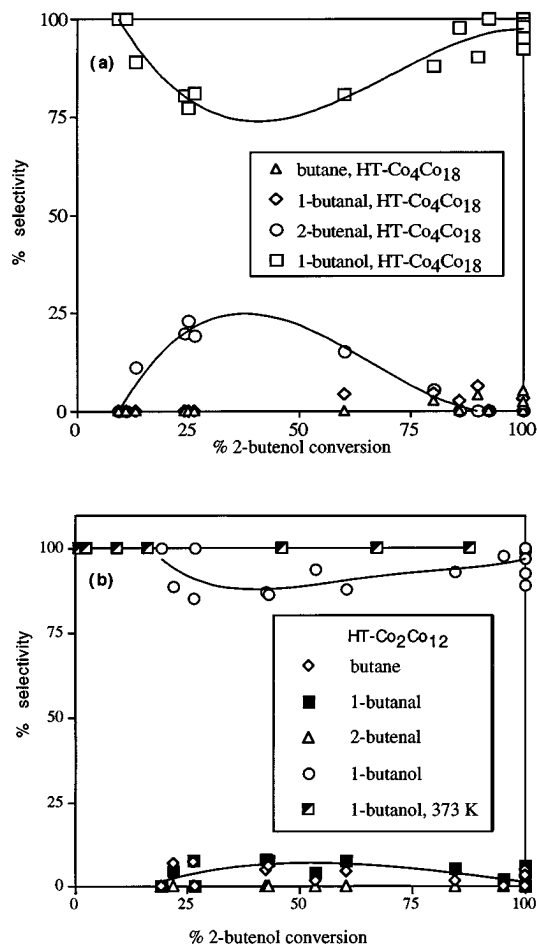 100
(a)
75
butane, HT-Co4Co18
1-butanal, HT-Co4Co18
2-butenal, HT-Co4Co18
1-butanol, HT-Co4Co18
50
25
0
% selectivity
0 25 50 75 100
% 2-butenol conversion
100
(b)
75
HT-Co2Co12
butane
1-butanal
2-butenal
1-butanol
1-butanol, 373 K
50
25
0
% selectivity
0 25 50 75 100
% 2-butenol conversion